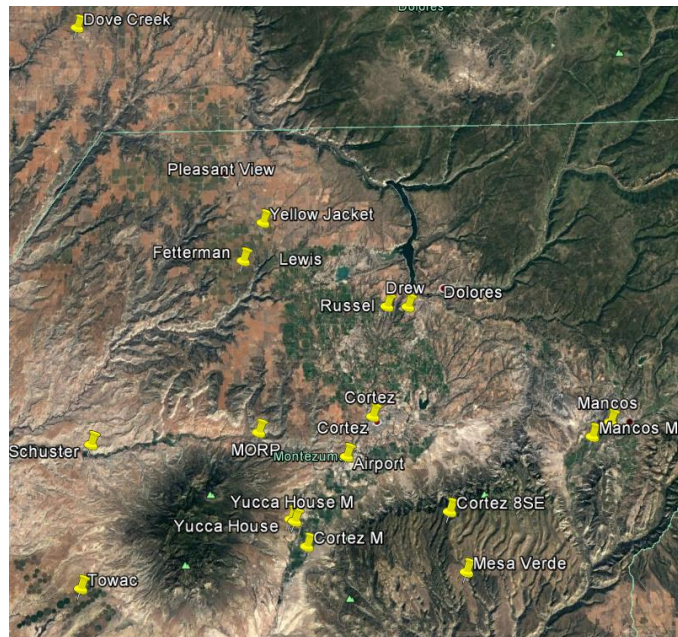 Dolores
Dove Creek
Pleasant View
Yellow Jacket
Fetterman
Lewis
Drew
Dolores
Russel
Cortez
Mancos
Cortez
Mancos M
MORP
Schuster
Montezum
Airport
Yucca House M
Cortez 8SE
Yucca House
Cortez M
Mesa Verde
Towac